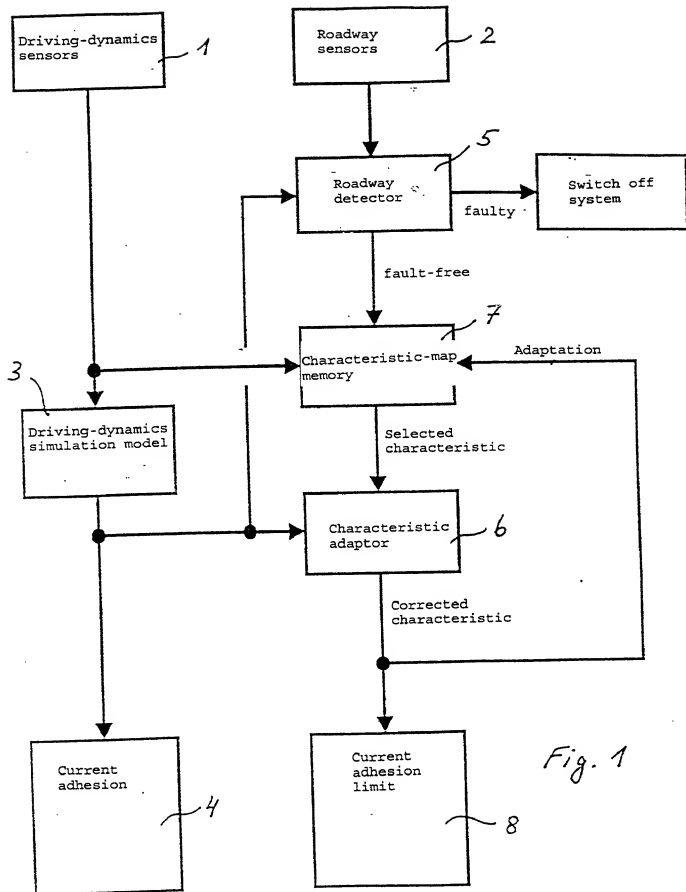 Driving-dynamics
sensors
1
Roadway
sensors
2
5
Roadway
detector
faulty
Switch off
system
fault-free
7
Characteristic-map
memory
Adaptation
3
Driving-dynamics
simulation model
Selected
characteristic
Characteristic
adaptor
6
Corrected
characteristic
Current
adhesion
4
Current
adhesion
limit
8
Fig. 1